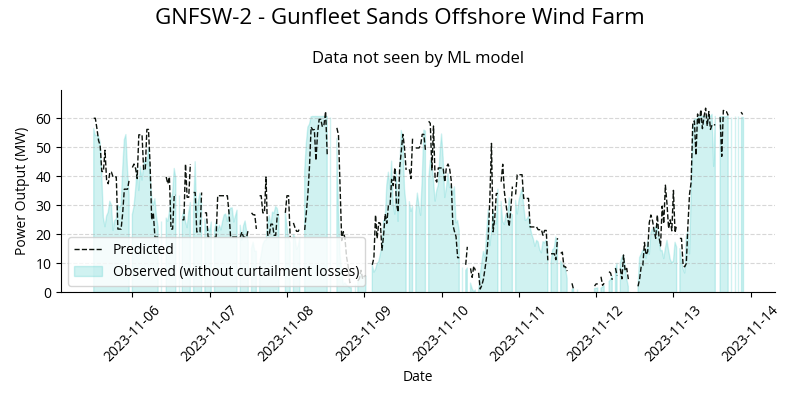 GNFSW-2 - Gunfleet Sands Offshore Wind Farm
Data not seen by ML model
Power Output (MW)
60
50
40
30
20
10
0
Predicted
Observed (without curtailment losses)
2023-11-06
2023-11-07
2023-11-08
2023-11-09
2023-11-10
2023-11-11
2023-11-12
2023-11-13
2023-11-14
Date